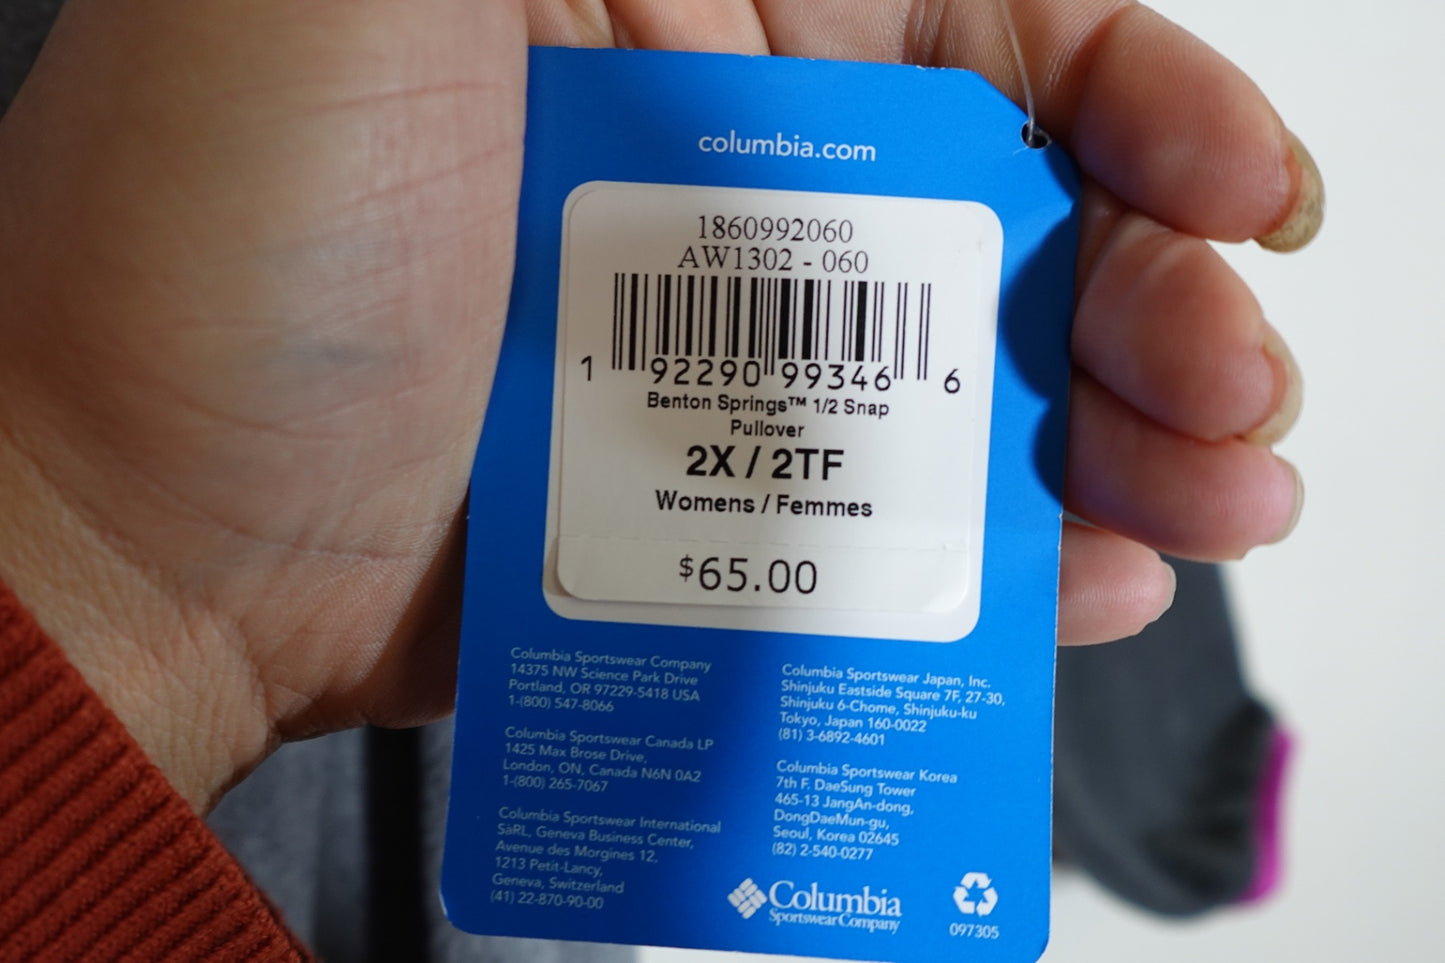 columbia.com
1860992060
AW1302 - 060
1 92290 99346 6
Benton Springs™ 1/2 Snap
Pullover
2X / 2TF
Womens / Femmes
$65.00
Columbia Sportswear Company
14375 NW Science Park Drive
Portland, OR 97229-5418 USA
1-(800) 547-8066
Columbia Sportswear Canada LP
1425 Max Brose Drive,
London, ON, Canada N6N 0A2
1-(800) 265-7067
Columbia Sportswear International
SàRL, Geneva Business Center,
Avenue des Morgines 12,
1213 Petit-Lancy,
Geneva, Switzerland
(41) 22-870-90-00
Columbia Sportswear Japan, Inc.
Shinjuku Eastside Square 7F, 27-30,
Shinjuku 6-Chome, Shinjuku-ku
Tokyo, Japan 160-0022
(81) 3-6892-4601
Columbia Sportswear Korea
7th F. DaeSung Tower
465-13 JangAn-dong,
DongDaeMun-gu,
Seoul, Korea 02645
(82) 2-540-0277
Columbia
Sportswear Company
097305